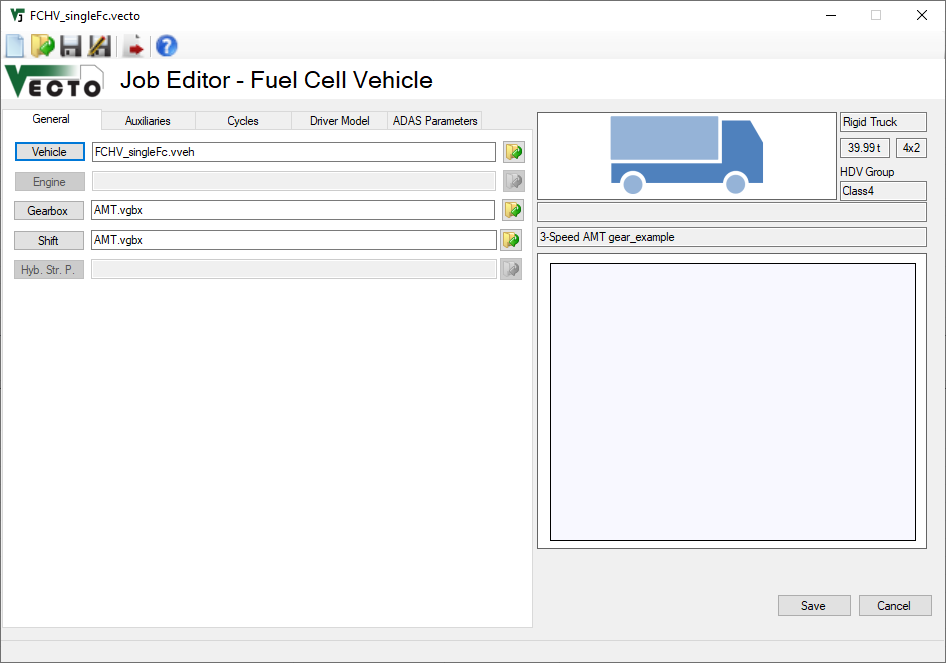 FCHV_singleFc.vecto
VECTO
Job Editor - Fuel Cell Vehicle
General Auxiliaries Cycles Driver Model ADAS Parameters
Vehicle FCHV_singleFc.vveh
Engine
Gearbox AMT.vgbx
Shift AMT.vgbx
Hyb. Str. P.
Rigid Truck
39.99 t 4x2
HDV Group
Class4
3-Speed AMT gear_example
Save Cancel